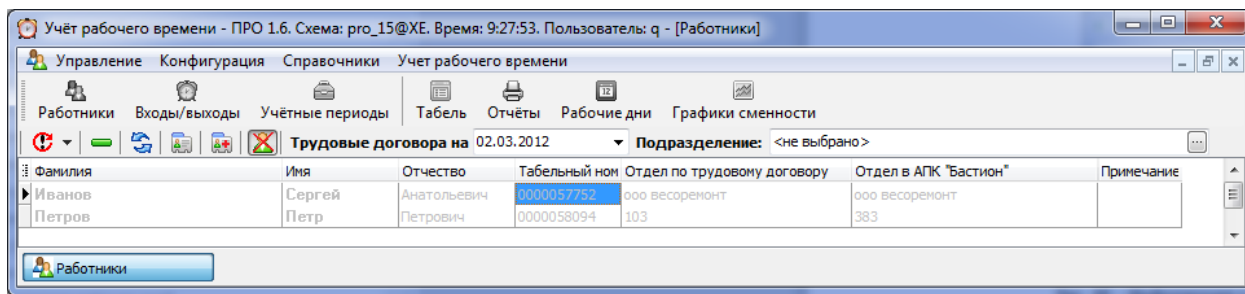 Учёт рабочего времени - ПРО 1.6. Схема: pro_15@XE. Время: 9:27:53. Пользователь: q - [Работники]
Управление Конфигурация Справочники Учет рабочего времени
Работники Входы/выходы Учётные периоды Табель Отчёты Рабочие дни Графики сменности
Трудовые договора на 02.03.2012 Подразделение: <не выбрано>
Фамилия Имя Отчество Табельный ном Отдел по трудовому договору Отдел в АПК "Бастион" Примечание
Иванов Сергей Анатольевич 0000057752 ооо весоремонт ооо весоремонт
Петров Петр Петрович 0000058094 103 383
Работники